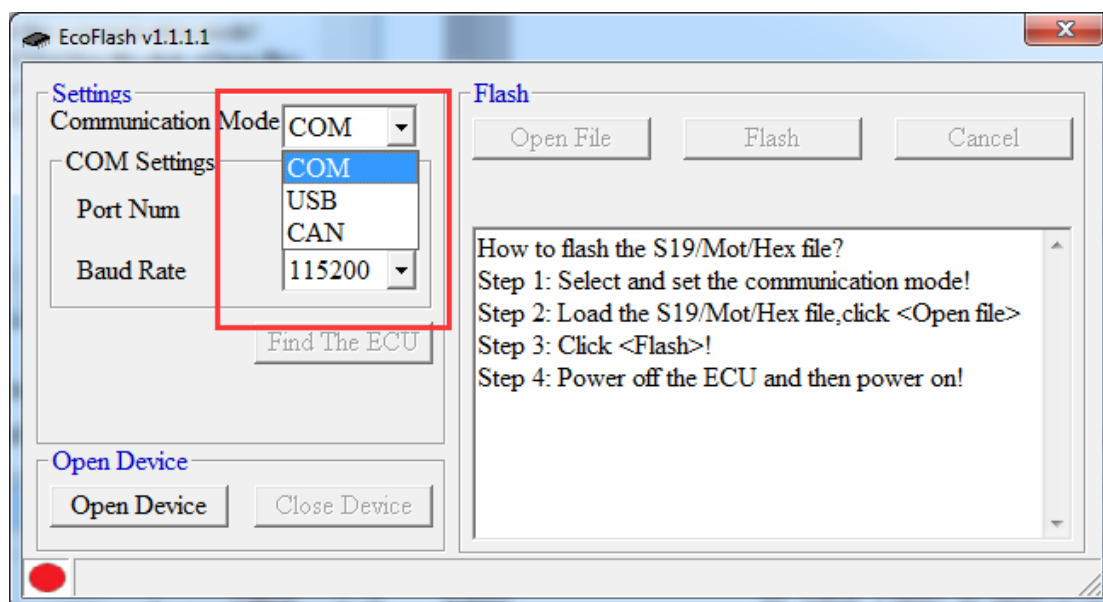 EcoFlash v1.1.1.1
Settings
Communication Mode COM
COM
USB
CAN
COM Settings
Port Num
Baud Rate 115200
Find The ECU
Open Device
Open Device Close Device
Flash
Open File Flash Cancel
How to flash the S19/Mot/Hex file?
Step 1: Select and set the communication mode!
Step 2: Load the S19/Mot/Hex file,click <Open file>
Step 3: Click <Flash>!
Step 4: Power off the ECU and then power on!